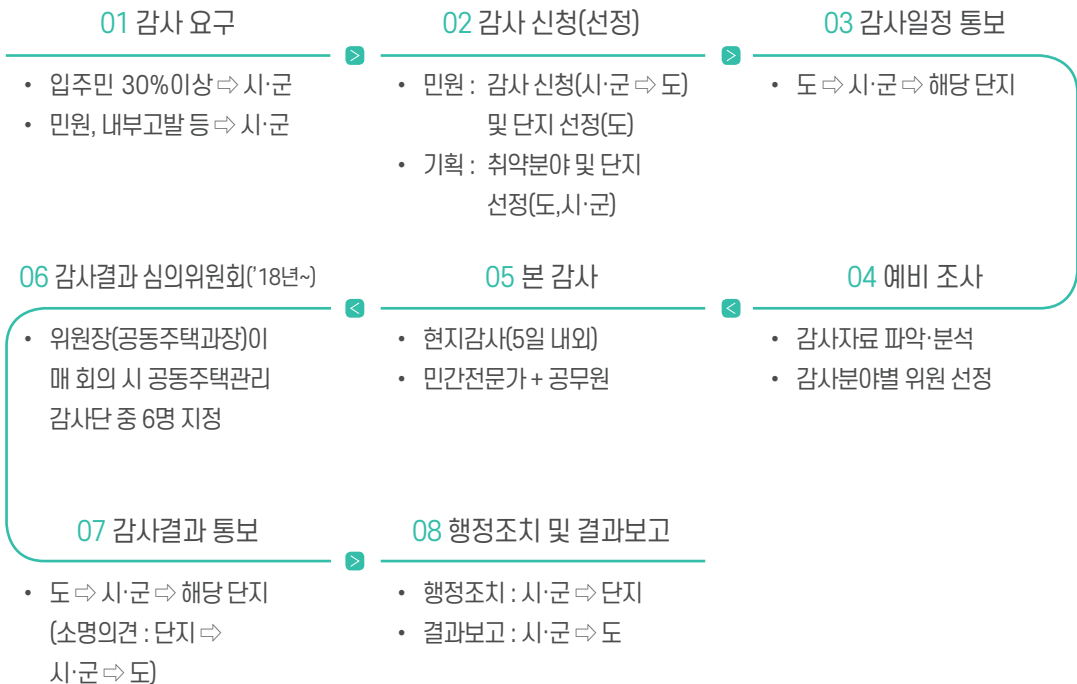 01 감사 요구
• 입주민 30%이상 ⇨ 시·군
• 민원, 내부고발 등 ⇨ 시·군
02 감사 신청(선정)
• 민원 : 감사 신청(시·군 ⇨ 도)
및 단지 선정(도)
• 기획 : 취약분야 및 단지
선정(도,시·군)
03 감사일정 통보
• 도 ⇨ 시·군 ⇨ 해당 단지
04 예비 조사
• 감사자료 파악·분석
• 감사분야별 위원 선정
05 본 감사
• 현지감사(5일 내외)
• 민간전문가 + 공무원
06 감사결과 심의위원회('18년~)
• 위원장(공동주택과장)이
매 회의 시 공동주택관리
감사단 중 6명 지정
07 감사결과 통보
• 도 ⇨ 시·군 ⇨ 해당 단지
(소명의견 : 단지 ⇨
시·군 ⇨ 도)
08 행정조치 및 결과보고
• 행정조치 : 시·군 ⇨ 단지
• 결과보고 : 시·군 ⇨ 도